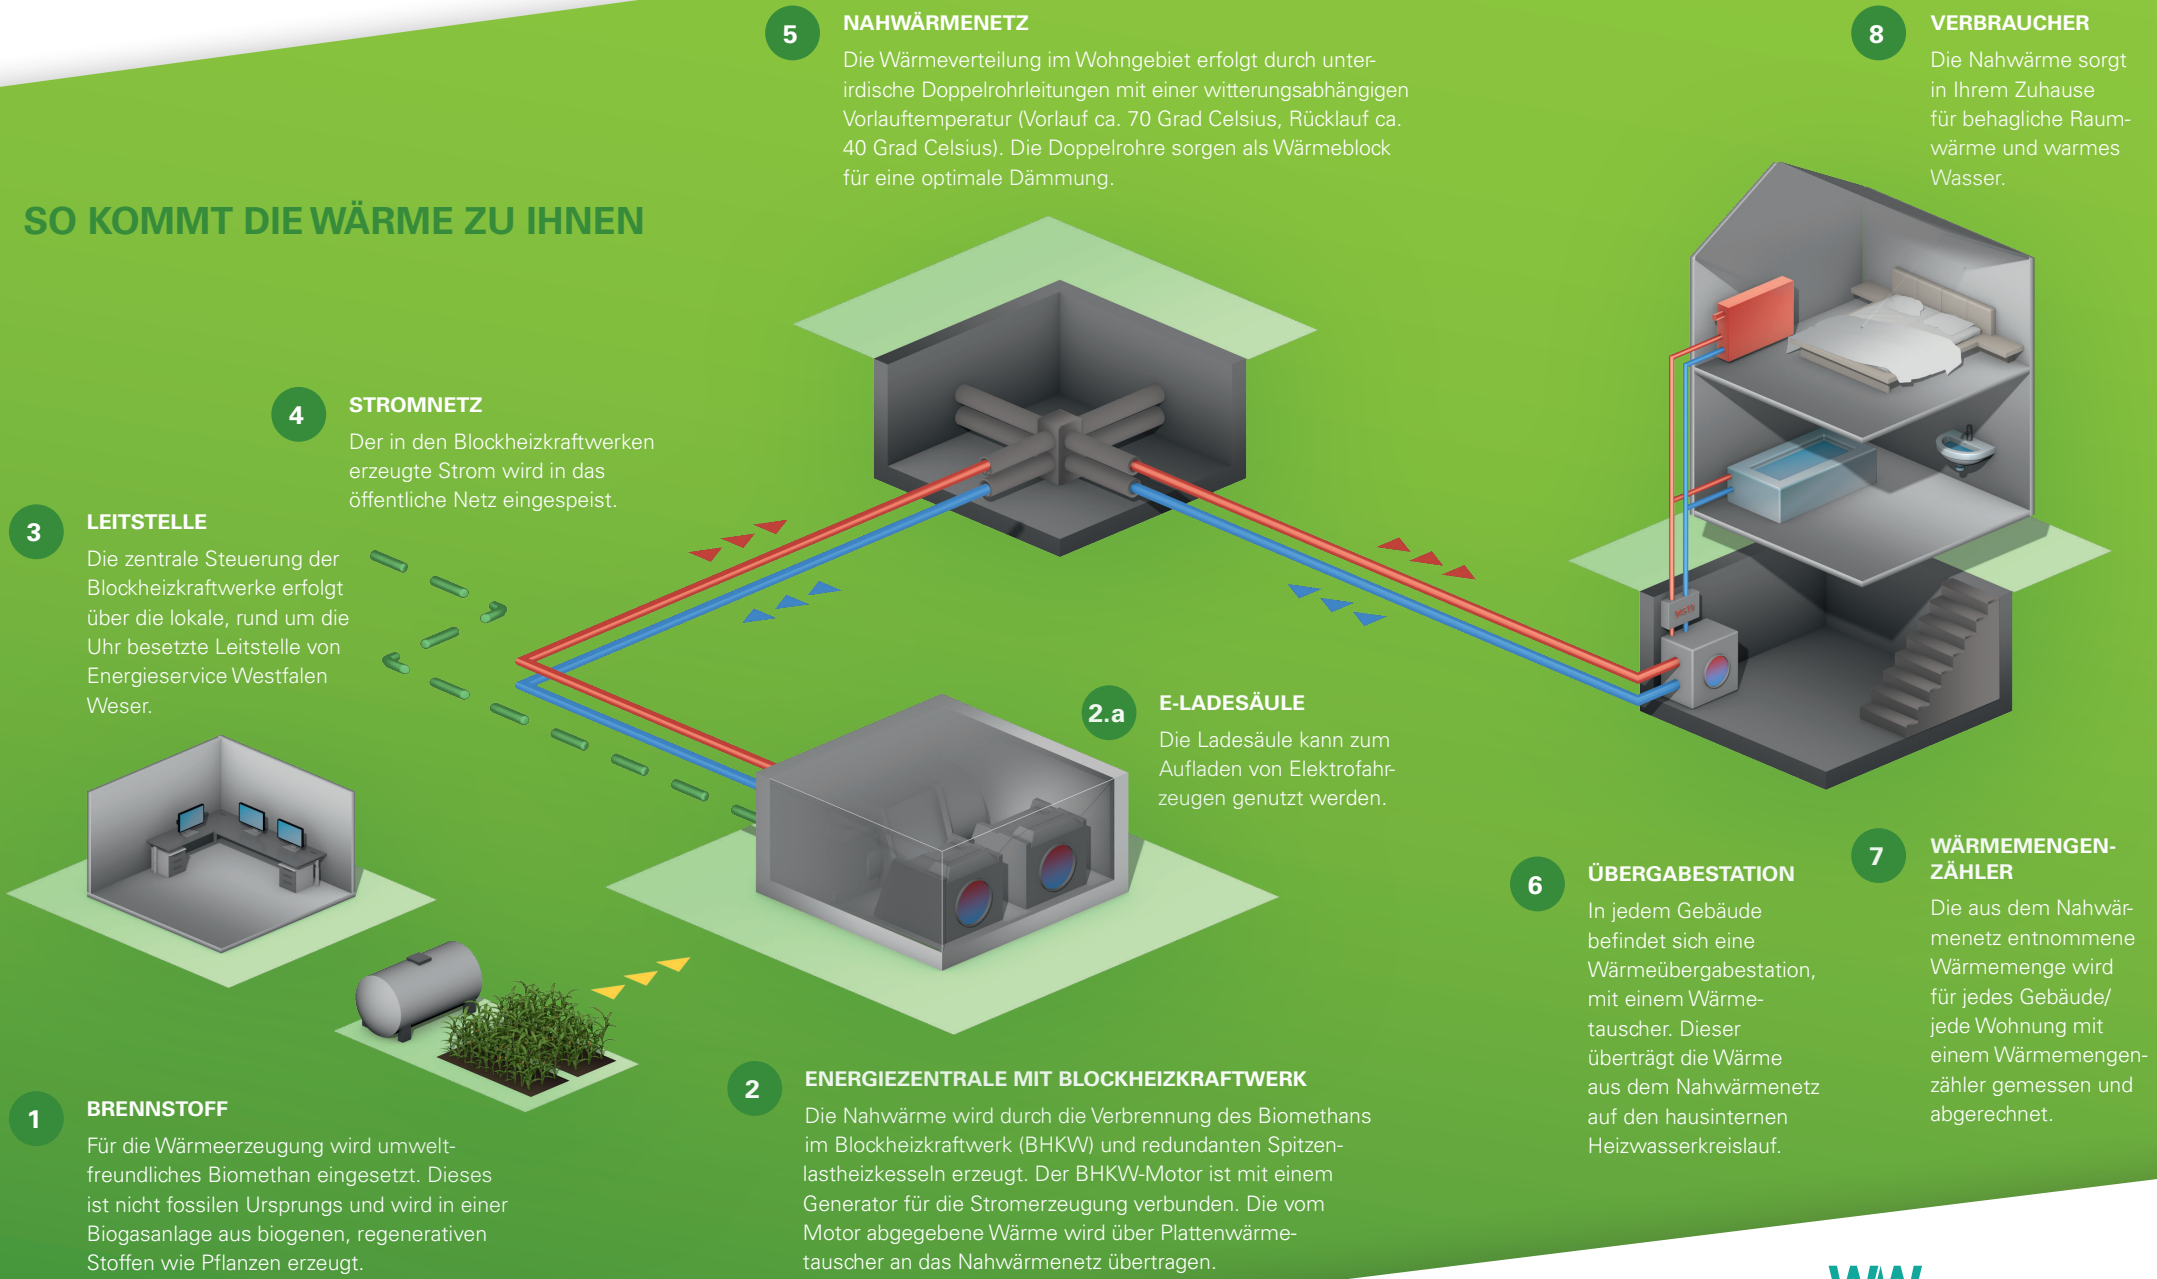 SO KOMMT DIE WÄRME ZU IHNEN
1
BRENNSTOFF
Für die Wärmeerzeugung wird umwelt-
freundliches Biomethan eingesetzt. Dieses
ist nicht fossilen Ursprungs und wird in einer
Biogasanlage aus biogenen, regenerativen
Stoffen wie Pflanzen erzeugt.
2
ENERGIEZENTRALE MIT BLOCKHEIZKRAFTWERK
Die Nahwärme wird durch die Verbrennung des Biomethans
im Blockheizkraftwerk (BHKW) und redundanten Spitzen-
lastheizkesseln erzeugt. Der BHKW-Motor ist mit einem
Generator für die Stromerzeugung verbunden. Die vom
Motor abgegebene Wärme wird über Plattenwärme-
tauscher an das Nahwärmenetz übertragen.
2.a
E-LADESÄULE
Die Ladesäule kann zum
Aufladen von Elektrofahr-
zeugen genutzt werden.
3
LEITSTELLE
Die zentrale Steuerung der
Blockheizkraftwerke erfolgt
über die lokale, rund um die
Uhr besetzte Leitstelle von
Energieservice Westfalen
Weser.
4
STROMNETZ
Der in den Blockheizkraftwerken
erzeugte Strom wird in das
öffentliche Netz eingespeist.
5
NAHWÄRMENETZ
Die Wärmeverteilung im Wohngebiet erfolgt durch unter-
irdische Doppelrohrleitungen mit einer witterungsabhängigen
Vorlauftemperatur (Vorlauf ca. 70 Grad Celsius, Rücklauf ca.
40 Grad Celsius). Die Doppelrohre sorgen als Wärmeblock
für eine optimale Dämmung.
6
ÜBERGABESTATION
In jedem Gebäude
befindet sich eine
Wärmeübergabestation,
mit einem Wärme-
tauscher. Dieser
überträgt die Wärme
aus dem Nahwärmenetz
auf den hausinternen
Heizwasserkreislauf.
7
WÄRMEMENGEN-
ZÄHLER
Die aus dem Nahwär-
menetz entnommene
Wärmemenge wird
für jedes Gebäude/
jede Wohnung mit
einem Wärmemengen-
zähler gemessen und
abgerechnet.
8
VERBRAUCHER
Die Nahwärme sorgt
in Ihrem Zuhause
für behagliche Raum-
wärme und warmes
Wasser.